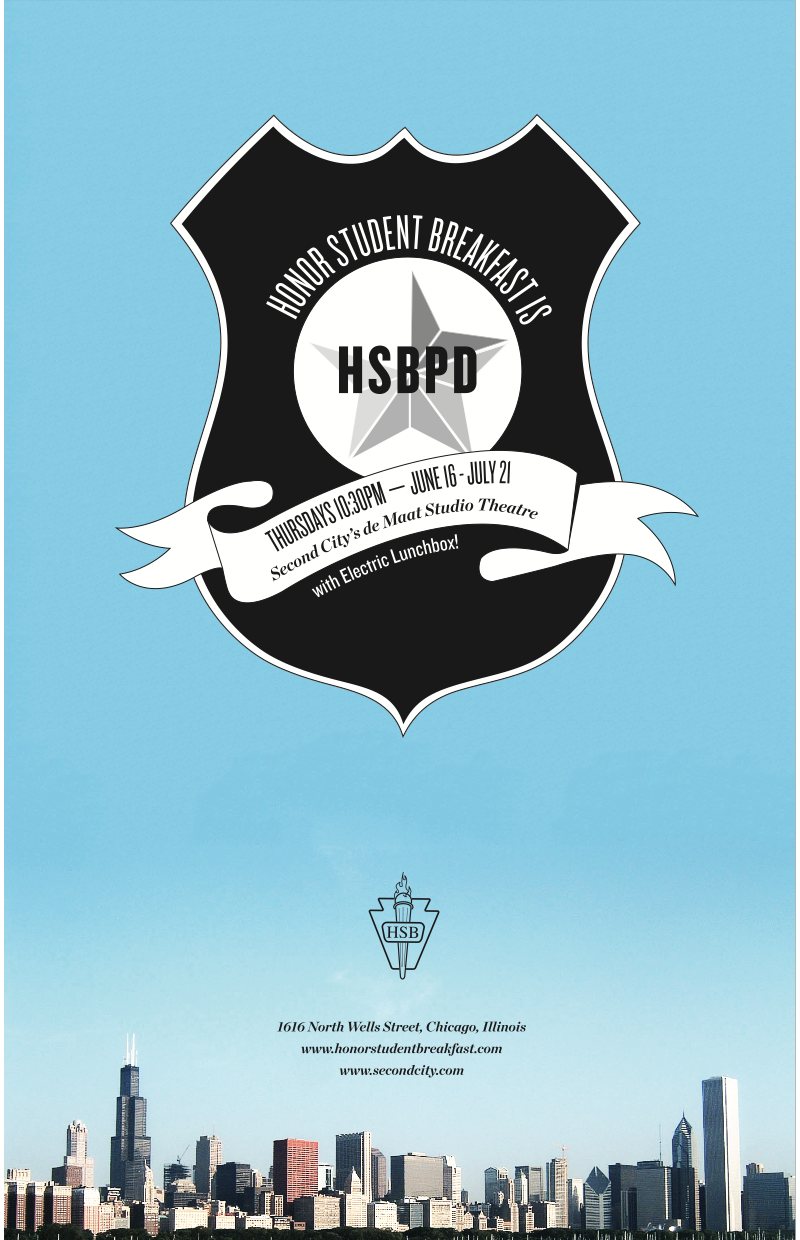 HONOR STUDENT BREAKFAST IS
HSBPD
THURSDAYS 10:30PM — JUNE 16 - JULY 21
Second City's de Maat Studio Theatre
with Electric Lunchbox!
HSB
1616 North Wells Street, Chicago, Illinois
www.honorstudentbreakfast.com
www.secondcity.com